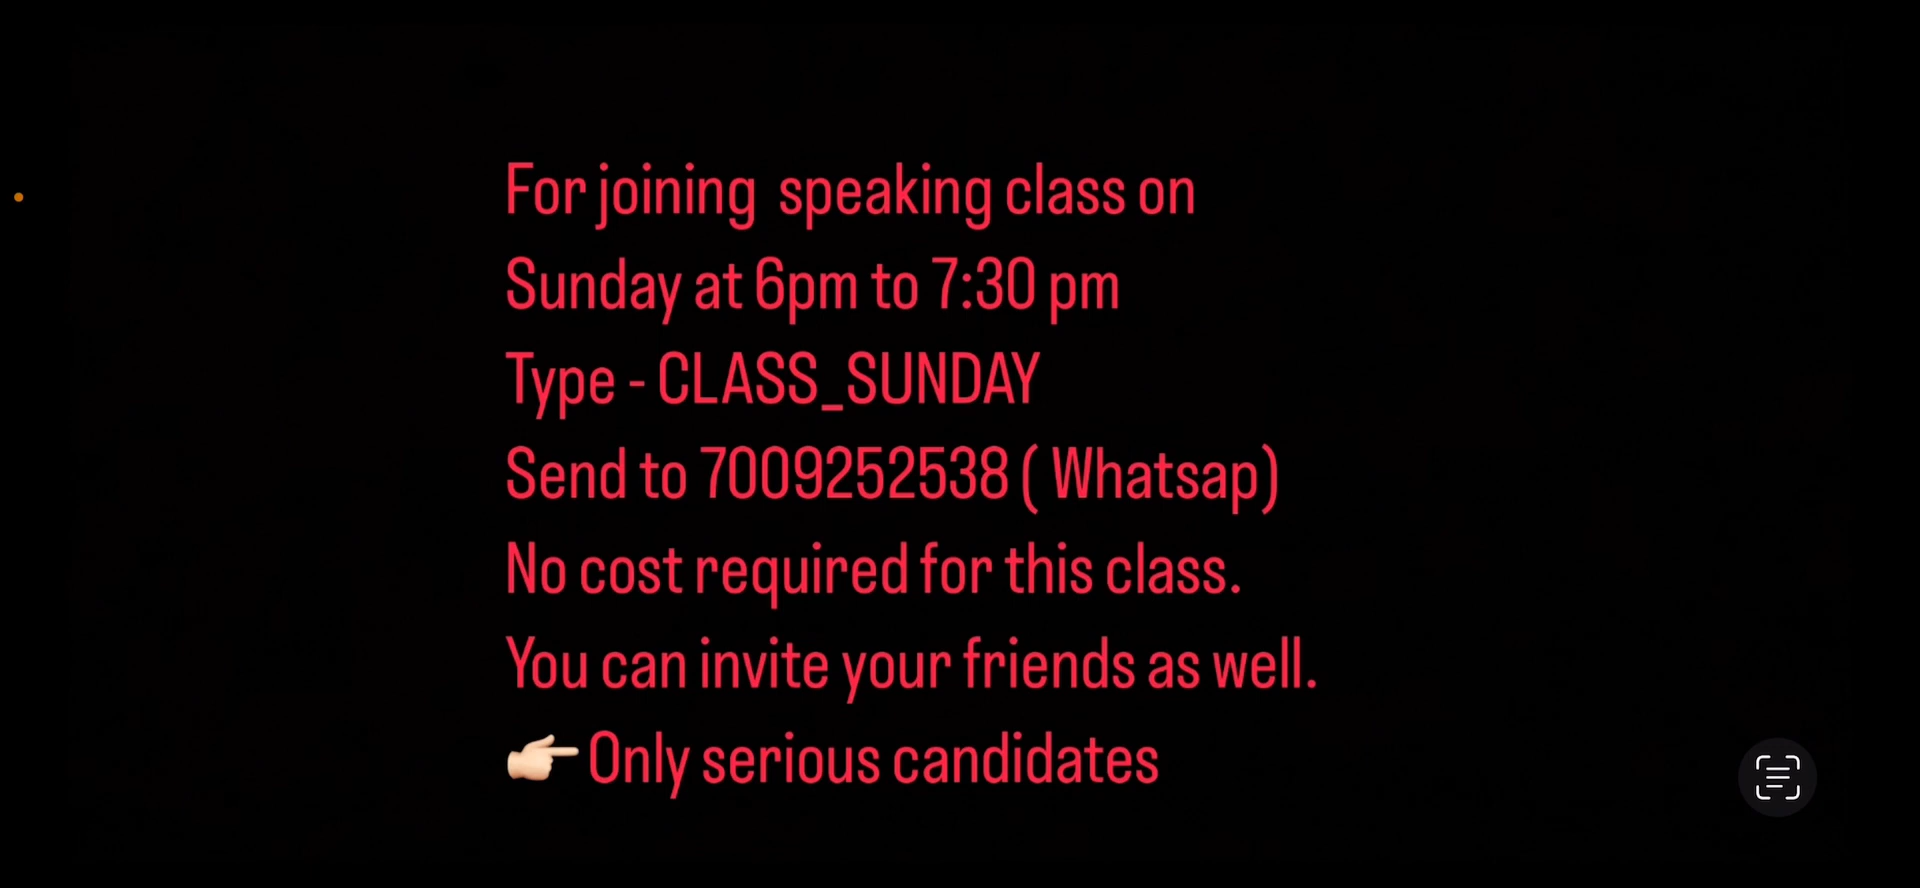 For joining  speaking class on
Sunday at 6pm to 7:30 pm
Type - CLASS_SUNDAY
Send to 7009252538 ( Whatsap)
No cost required for this class.
You can invite your friends as well.
👉🏻 Only serious candidates